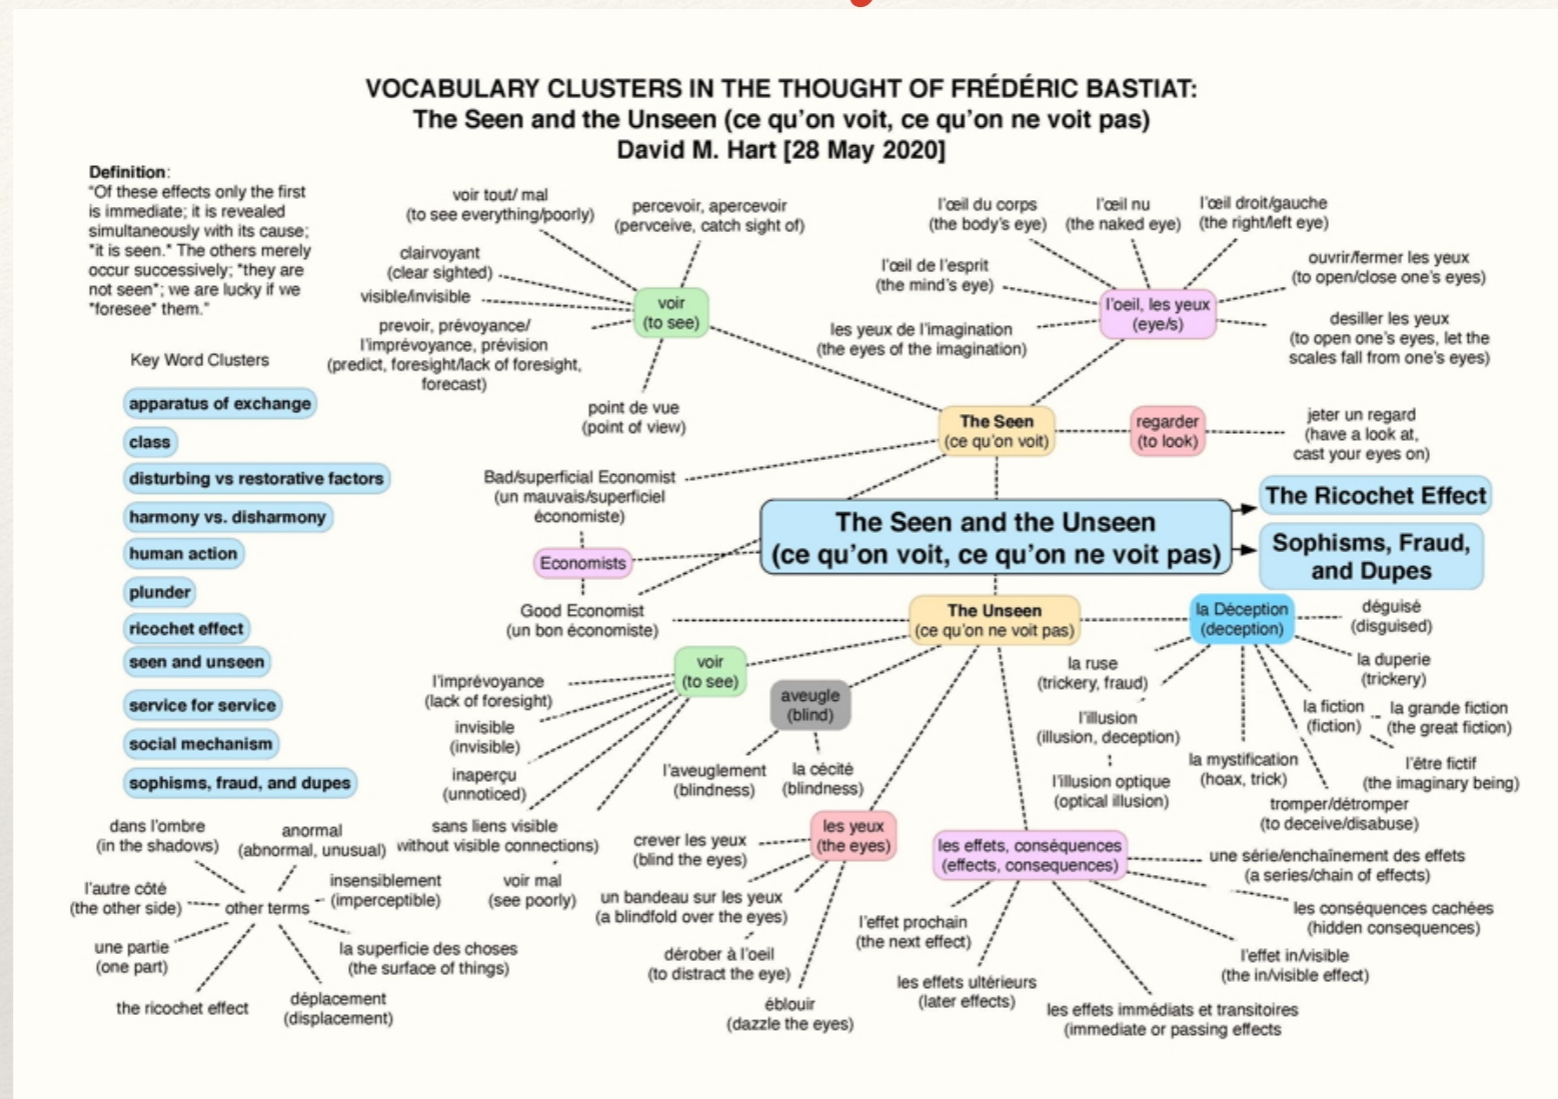 VOCABULARY CLUSTERS IN THE THOUGHT OF FRÉDÉRIC BASTIAT:
The Seen and the Unseen (ce qu'on voit, ce qu'on ne voit pas)
David M. Hart [28 May 2020]
Definition:
"Of these effects only the first
is immediate; it is revealed
simultaneously with its cause;
*it is seen.* The others merely
occur successively; *they are
not seen*; we are lucky if we
*foresee* them."
Key Word Clusters
apparatus of exchange
class
disturbing vs restorative factors
harmony vs. disharmony
human action
plunder
ricochet effect
seen and unseen
service for service
social mechanism
sophisms, fraud, and dupes
voir tout/ mal
(to see everything/poorly)
percevoir, apercevoir
(pervceive, catch sight of)
clairvoyant
(clear sighted)
visible/invisible
prevoir, prévoyance/
l'imprévoyance, prévision
(predict, foresight/lack of foresight,
forecast)
voir
(to see)
point de vue
(point of view)
l'œil du corps
(the body's eye)
l'œil nu
(the naked eye)
l'œil droit/gauche
(the right/left eye)
l'œil de l'esprit
(the mind's eye)
ouvrir/fermer les yeux
(to open/close one's eyes)
les yeux de l'imagination
(the eyes of the imagination)
l'oeil, les yeux
(eye/s)
desiller les yeux
(to open one's eyes, let the
scales fall from one's eyes)
The Seen
(ce qu'on voit)
regarder
(to look)
jeter un regard
(have a look at,
cast your eyes on)
Bad/superficial Economist
(un mauvais/superficiel
économiste)
Economists
Good Economist
(un bon économiste)
The Seen and the Unseen
(ce qu'on voit, ce qu'on ne voit pas)
The Ricochet Effect
Sophisms, Fraud,
and Dupes
The Unseen
(ce qu'on ne voit pas)
la Déception
(deception)
déguisé
(disguised)
la ruse
(trickery, fraud)
la duperie
(trickery)
l'illusion
(illusion, deception)
la fiction
(fiction)
la grande fiction
(the great fiction)
l'illusion optique
(optical illusion)
la mystification
(hoax, trick)
l'être fictif
(the imaginary being)
tromper/détromper
(to deceive/disabuse)
voir
(to see)
l'imprévoyance
(lack of foresight)
invisible
(invisible)
inaperçu
(unnoticed)
sans liens visible
without visible connections)
voir mal
(see poorly)
aveugle
(blind)
l'aveuglement
(blindness)
la cécité
(blindness)
les yeux
(the eyes)
crever les yeux
(blind the eyes)
un bandeau sur les yeux
(a blindfold over the eyes)
dérober à l'oeil
(to distract the eye)
éblouir
(dazzle the eyes)
les effets, conséquences
(effects, consequences)
une série/enchaînement des effets
(a series/chain of effects)
les conséquences cachées
(hidden consequences)
l'effet prochain
(the next effect)
l'effet in/visible
(the in/visible effect)
les effets ultérieurs
(later effects)
les effets immédiats et transitoires
(immediate or passing effects
dans l'ombre
(in the shadows)
anormal
(abnormal, unusual)
l'autre côté
(the other side)
other terms
insensiblement
(imperceptible)
une partie
(one part)
la superficie des choses
(the surface of things)
the ricochet effect
déplacement
(displacement)